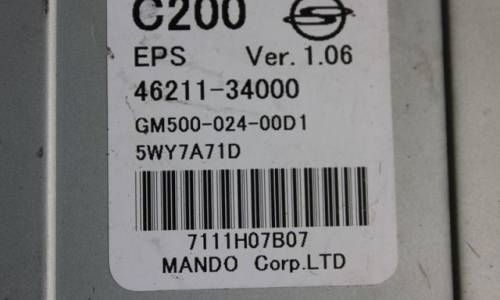 C200
EPS Ver. 1.06
46211-34000
GM500-024-00D1
5WY7A71D
7111H07B07
MANDO Corp.LTD